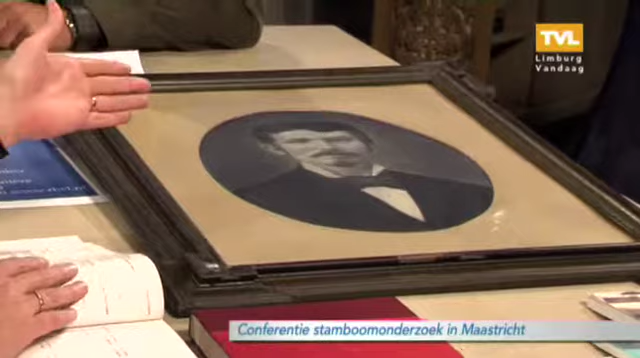 TVL
Limburg
Vandaag
Conferentie stamboomonderzoek in Maastricht